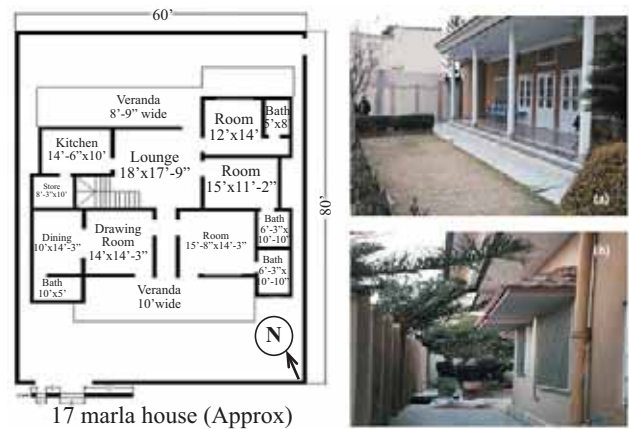 60'
Veranda
8'-9" wide
Room
12'x14'
Bath
5'x8'
Kitchen
14'-6"x10'
Lounge
18'x17'-9"
Room
15'x11'-2"
Store
8'-3"x10'
80'
Dining
10'x14'-3"
Drawing
Room
14'x14'-3"
Room
15'-8"x14'-3"
Bath
6'-3"x
10'-10"
Bath
6'-3"x
10'-10"
Bath
10'x5'
Veranda
10'wide
N
17 marla house (Approx)
(a)
(b)